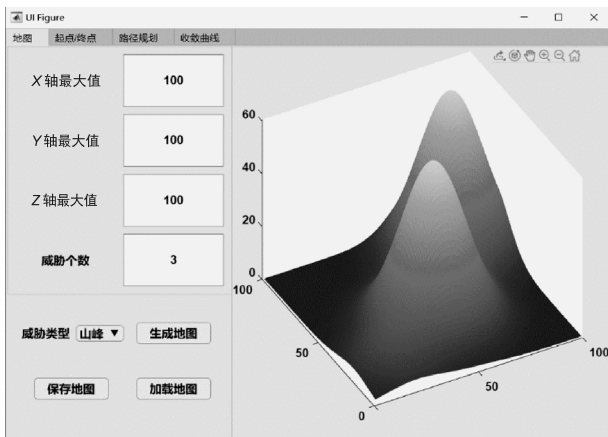 UI Figure
地图 起点/终点 路径规划 收敛曲线
X 轴最大值 100
Y 轴最大值 100
Z 轴最大值 100
威胁个数 3
威胁类型 山峰 生成地图
保存地图 加载地图
60
40
20
0
100
50
0
50
100